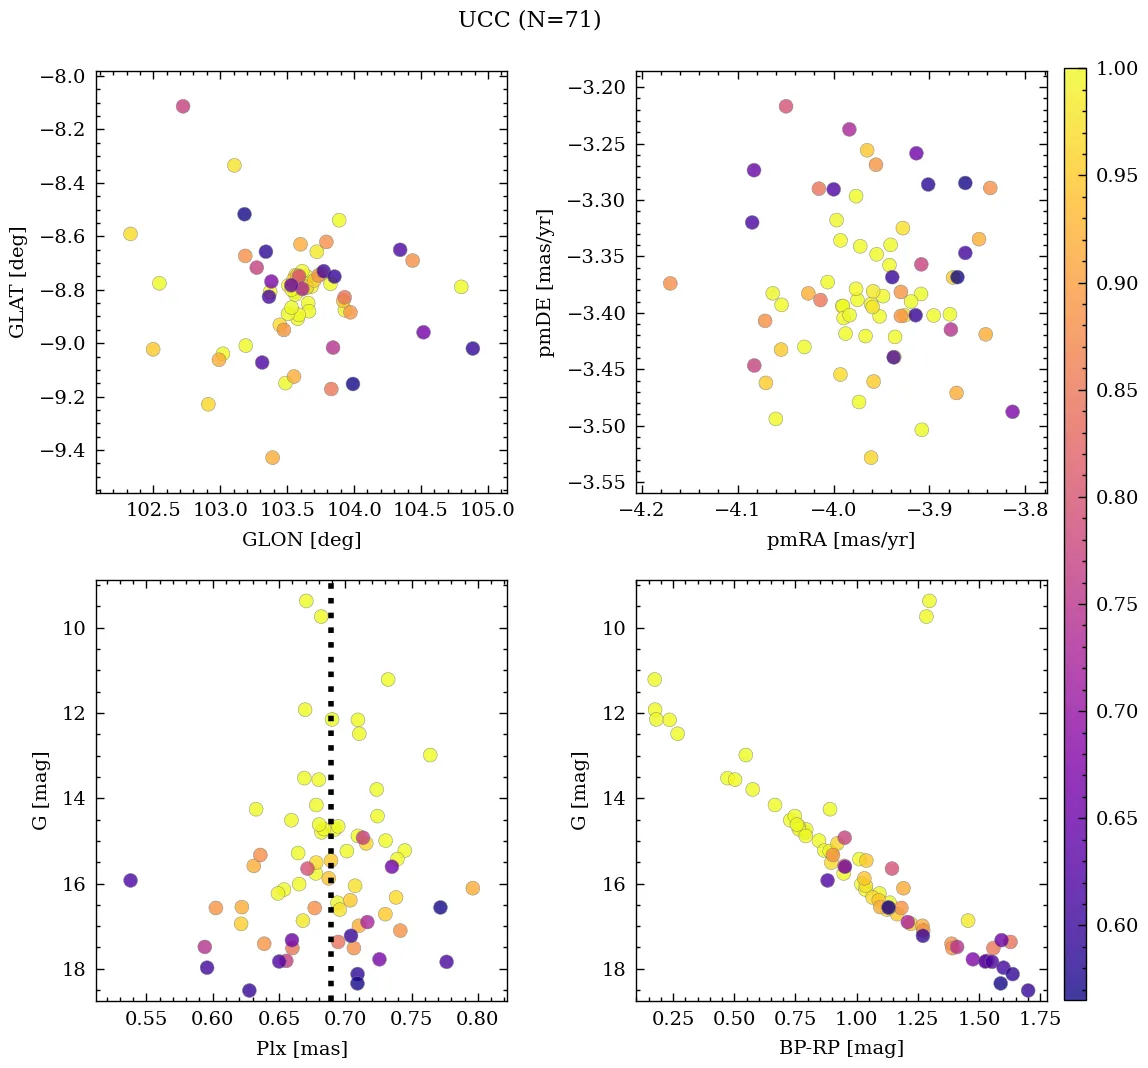 UCC (N=71)
−8.0
−8.2
−8.4
−8.6
−8.8
−9.0
−9.2
−9.4
GLAT [deg]
102.5 103.0 103.5 104.0 104.5 105.0
GLON [deg]
−3.20
−3.25
−3.30
−3.35
−3.40
−3.45
−3.50
−3.55
pmDE [mas/yr]
−4.2 −4.1 −4.0 −3.9 −3.8
pmRA [mas/yr]
10
12
14
16
18
G [mag]
0.55 0.60 0.65 0.70 0.75 0.80
Plx [mas]
10
12
14
16
18
G [mag]
0.25 0.50 0.75 1.00 1.25 1.50 1.75
BP-RP [mag]
1.00
0.95
0.90
0.85
0.80
0.75
0.70
0.65
0.60